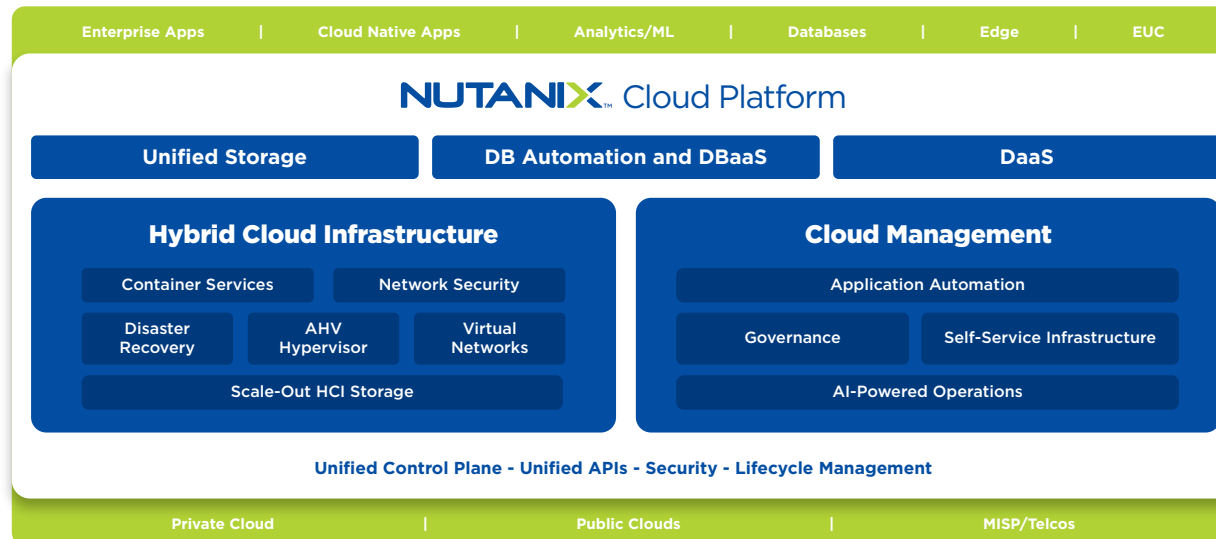 Enterprise Apps | Cloud Native Apps | Analytics/ML | Databases | Edge | EUC
NUTANIX™ Cloud Platform
Unified Storage
DB Automation and DBaaS
DaaS
Hybrid Cloud Infrastructure
Container Services
Network Security
Disaster
Recovery
AHV
Hypervisor
Virtual
Networks
Scale-Out HCI Storage
Cloud Management
Application Automation
Governance
Self-Service Infrastructure
AI-Powered Operations
Unified Control Plane - Unified APIs - Security - Lifecycle Management
Private Cloud | Public Clouds | MISP/Telcos